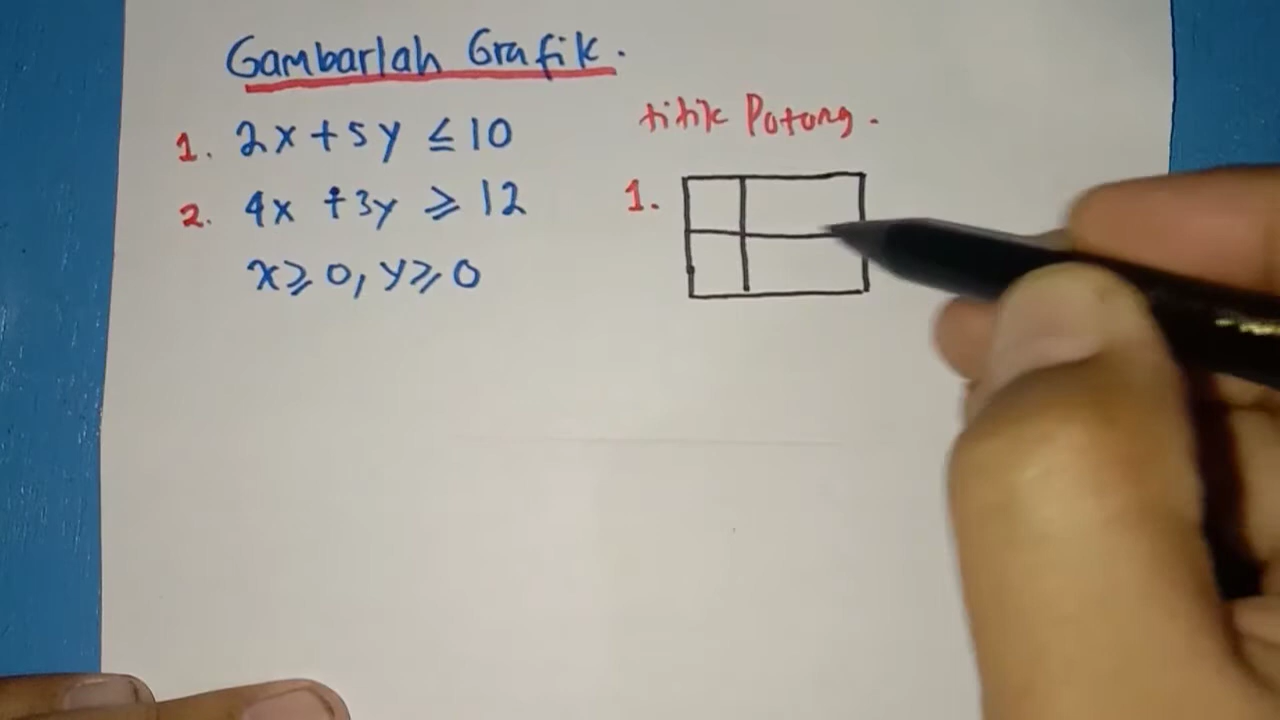 Gambarlah Grafik.
1. 2x + 5y ≤ 10
2. 4x + 3y ≥ 12
x ≥ 0, y ≥ 0
titik Potong.
1.